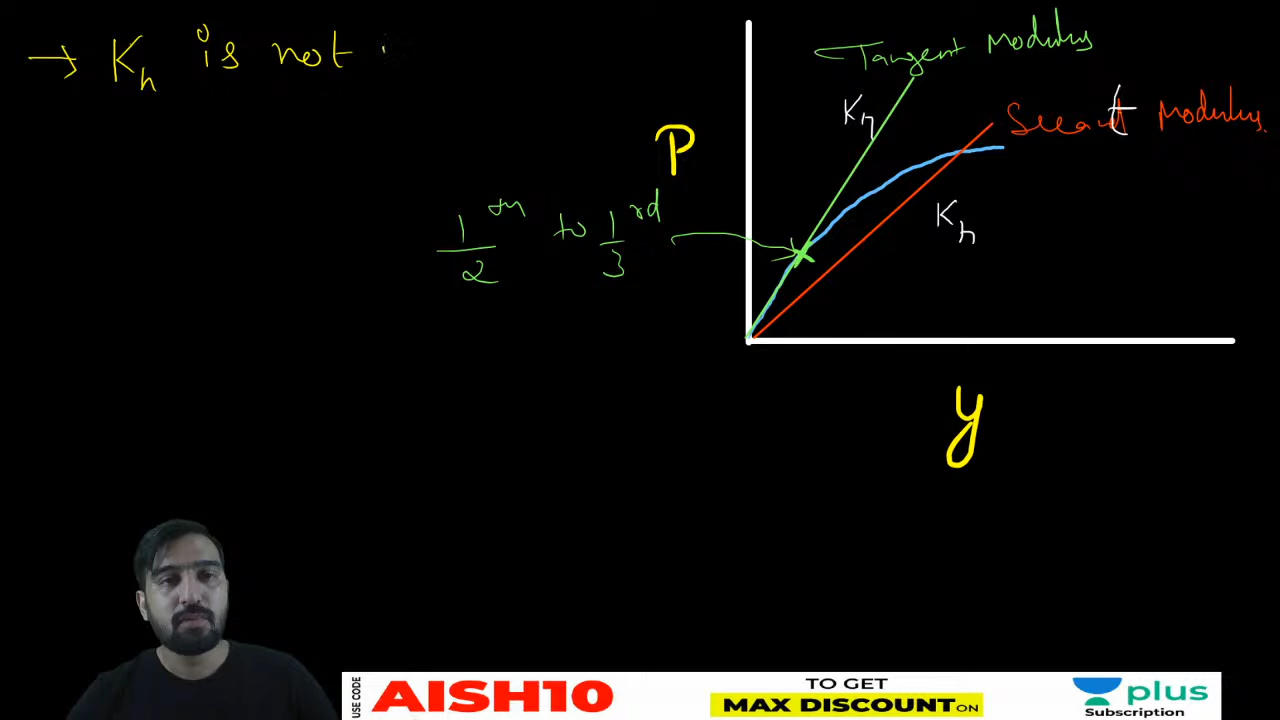 → Kh is not
Tangent Modulus
Kh
Secant Modulus.
P
1/2 th to 1/3 rd
Kh
y
USE CODE
AISH10
TO GET
MAX DISCOUNT ON
plus
Subscription